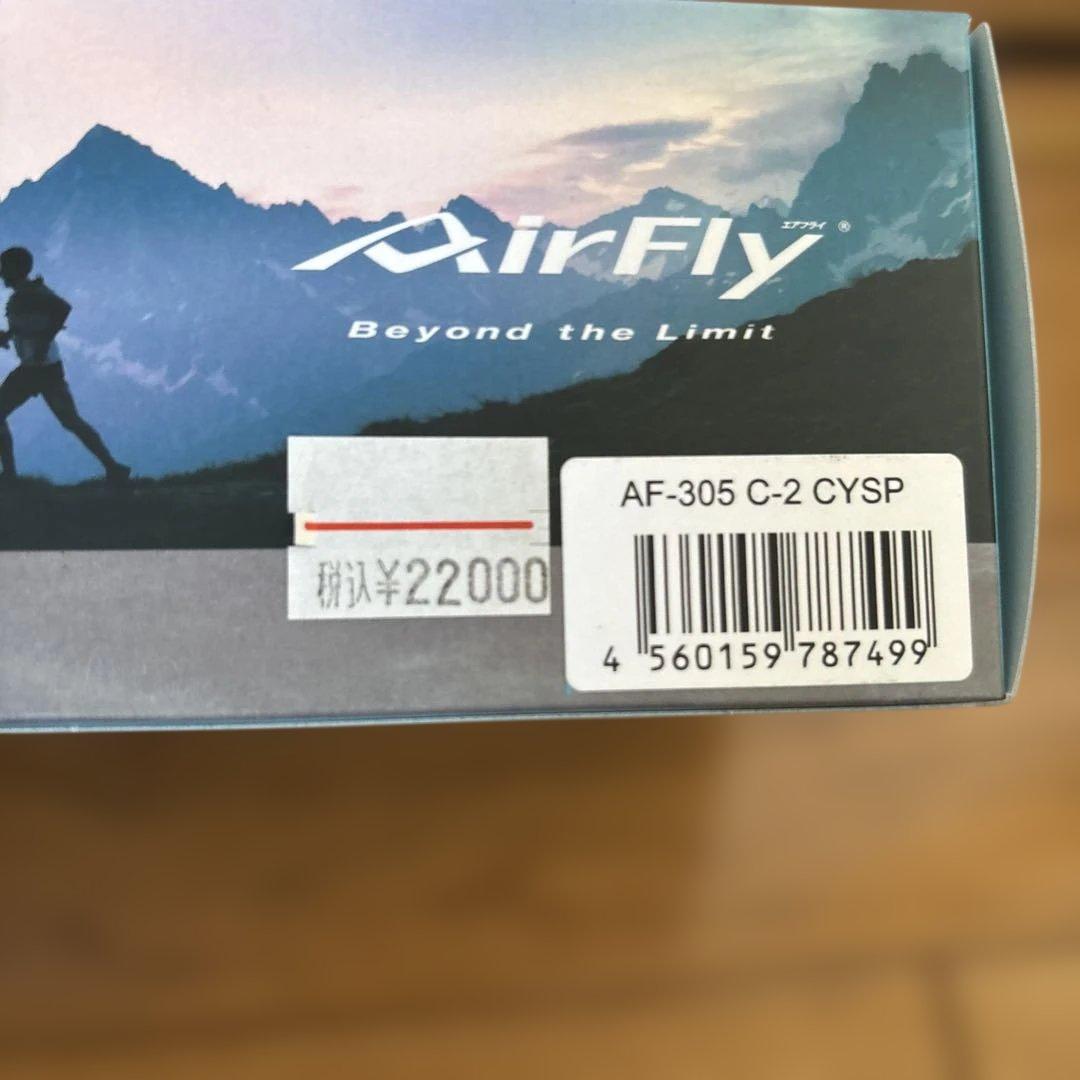 AirFly エアフライ ®
Beyond the Limit
税込¥22000
AF-305 C-2 CYSP
4 560159 787499